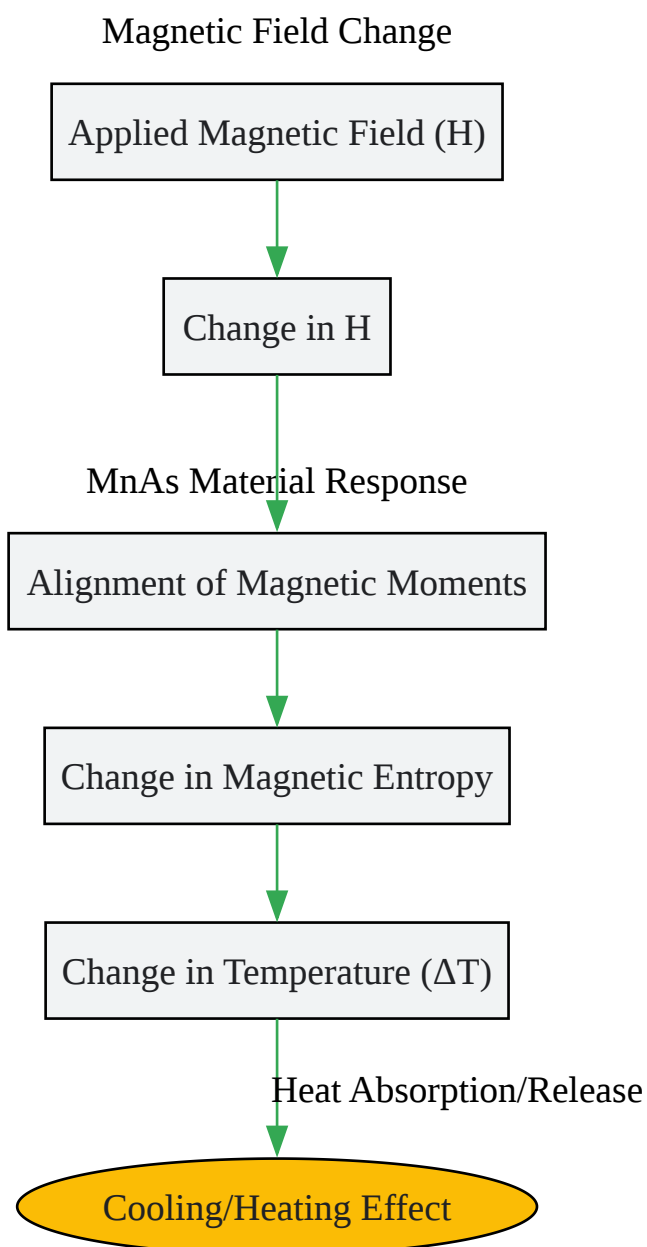 Magnetic Field Change
Applied Magnetic Field (H)
Change in H
MnAs Material Response
Alignment of Magnetic Moments
Change in Magnetic Entropy
Change in Temperature (ΔT)
Heat Absorption/Release
Cooling/Heating Effect